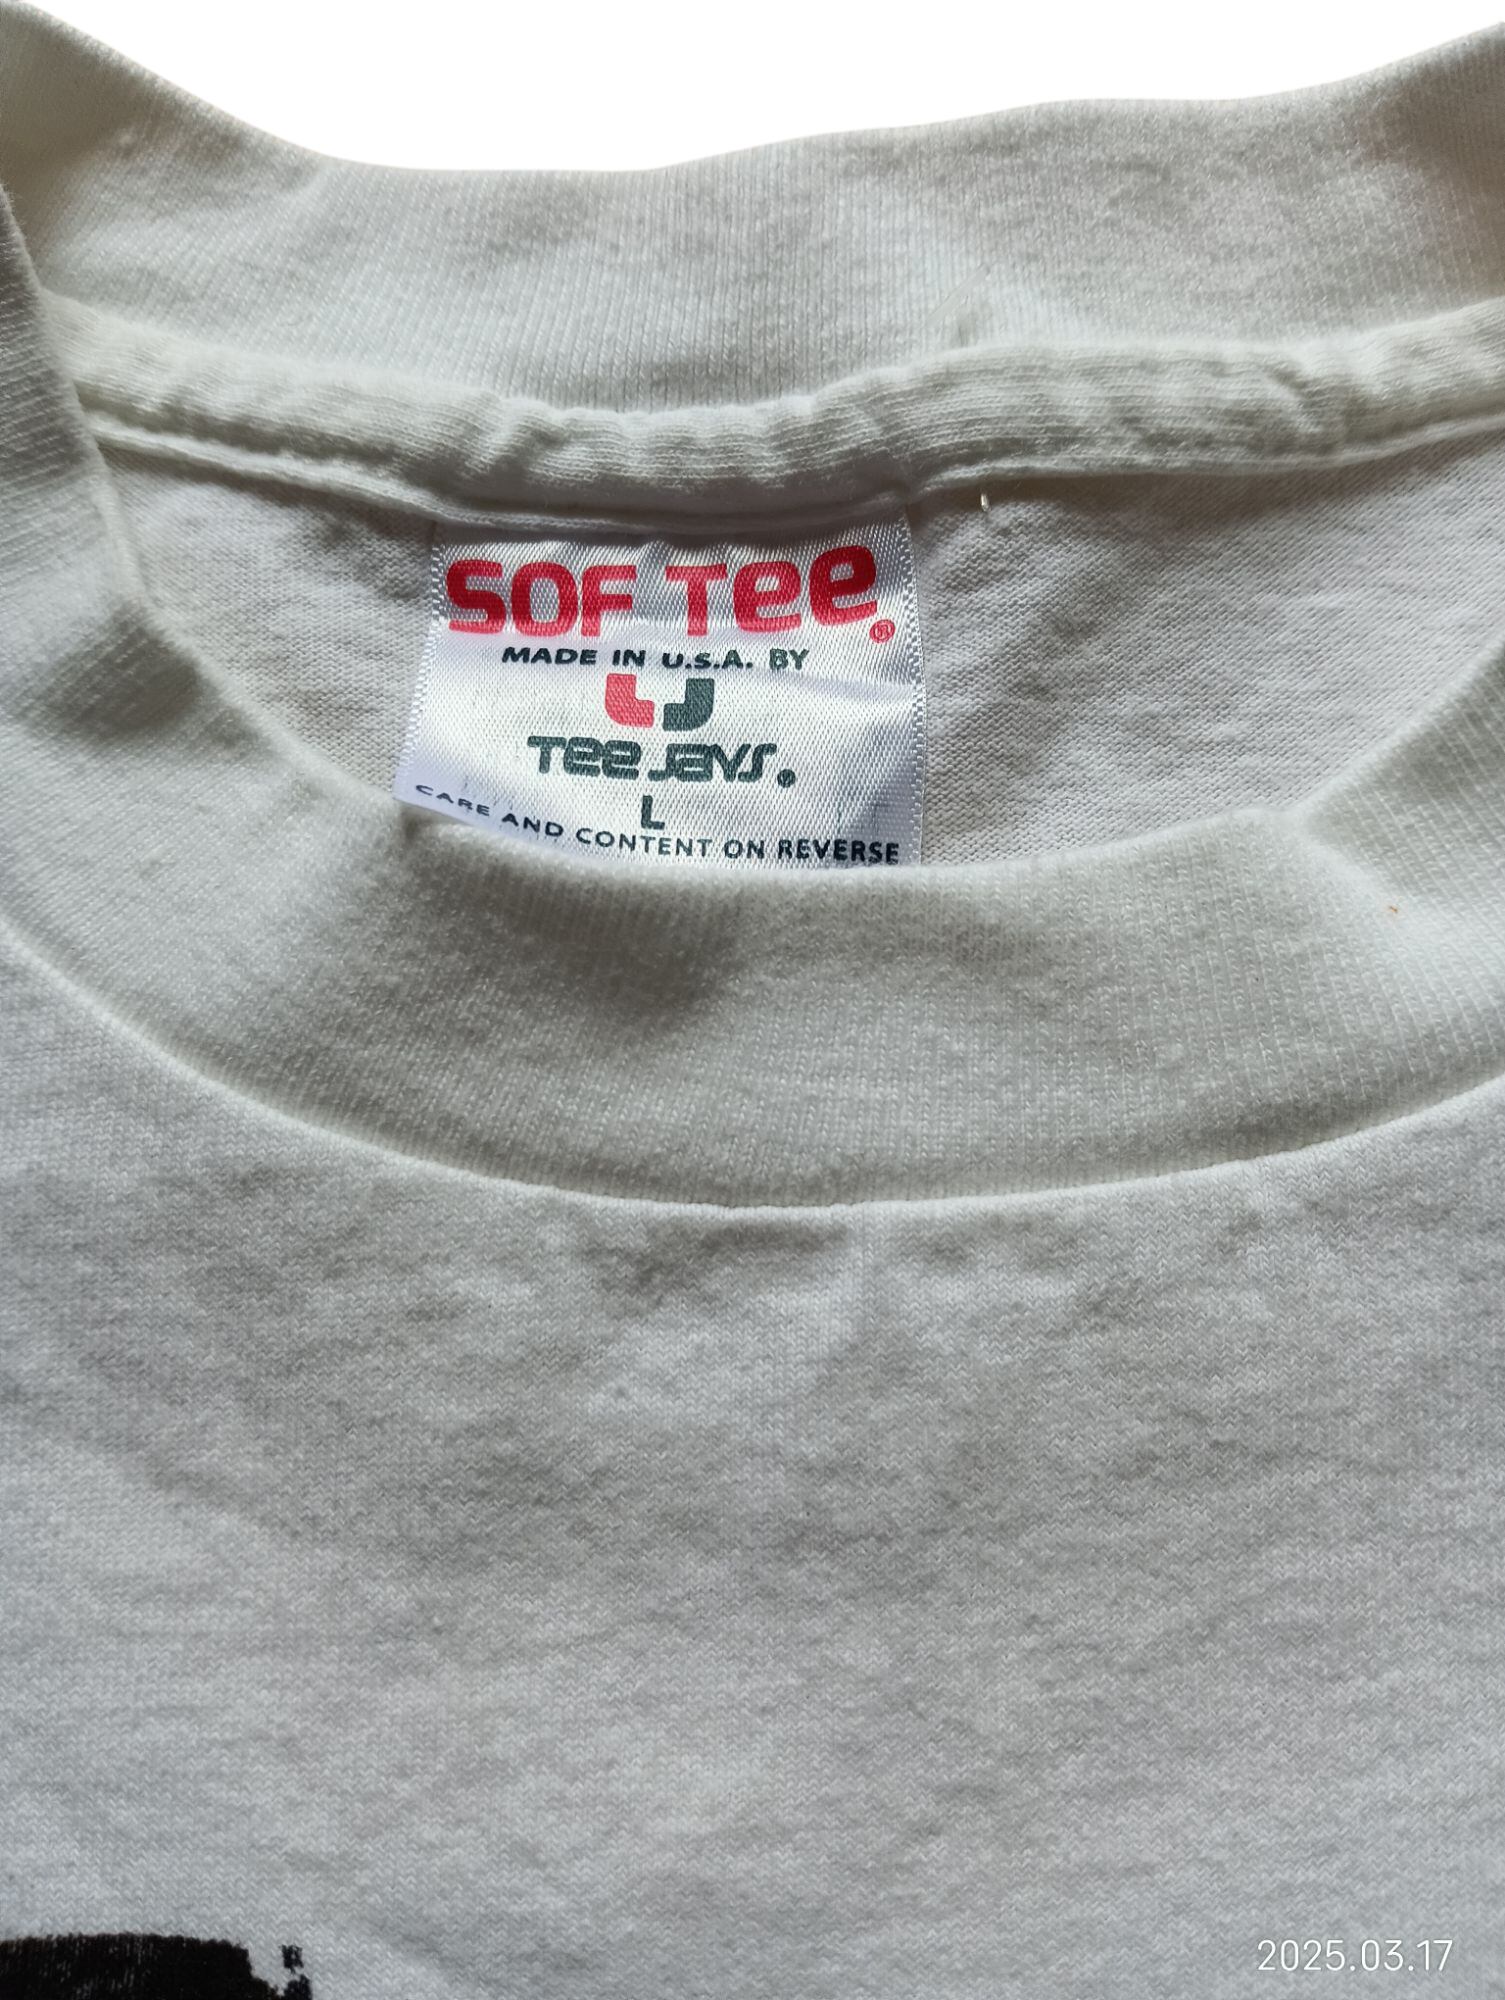 SOF TEE®
MADE IN U.S.A. BY
TEE JAYS®
L
CARE AND CONTENT ON REVERSE
2025.03.17